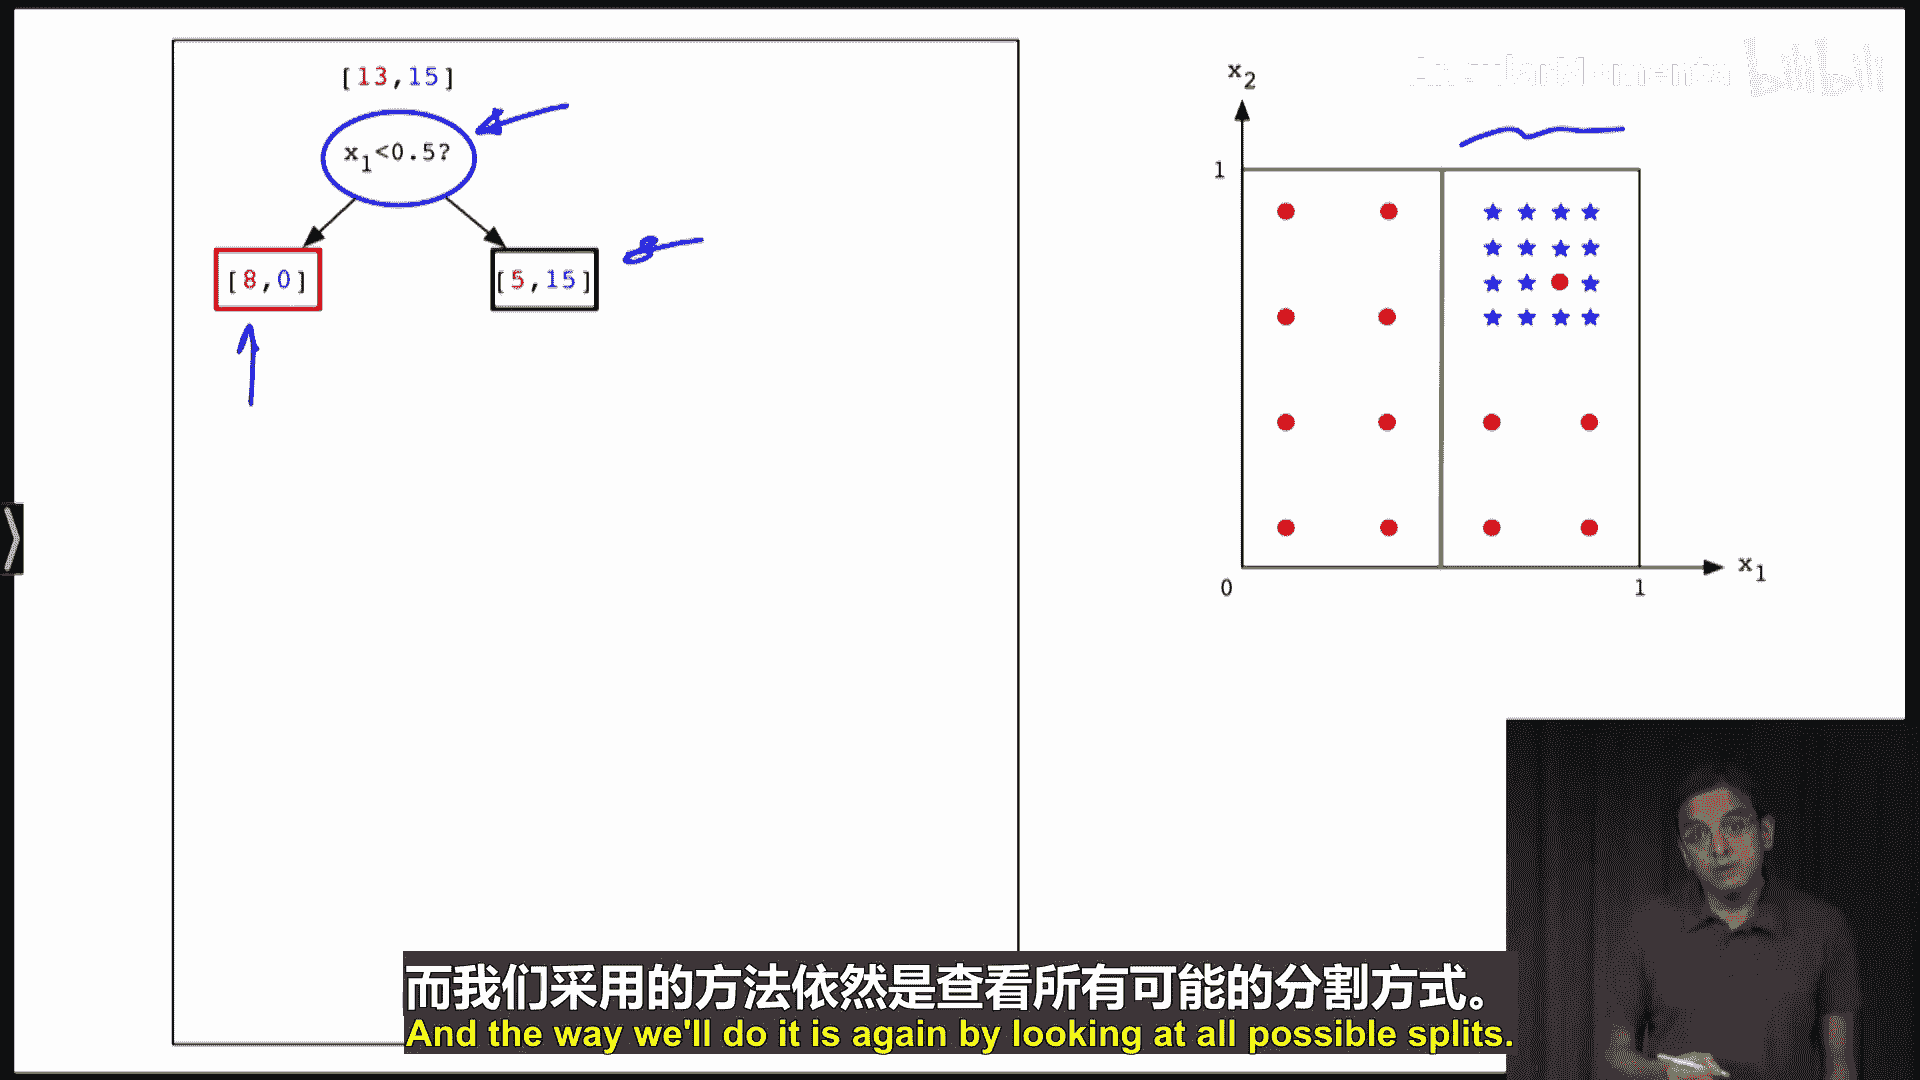 [13,15]
x1<0.5?
[8,0]
[5,15]
x2
bilibili
1
0
1
x1
而我们采用的方法依然是查看所有可能的分割方式。
And the way we'll do it is again by looking at all possible splits.